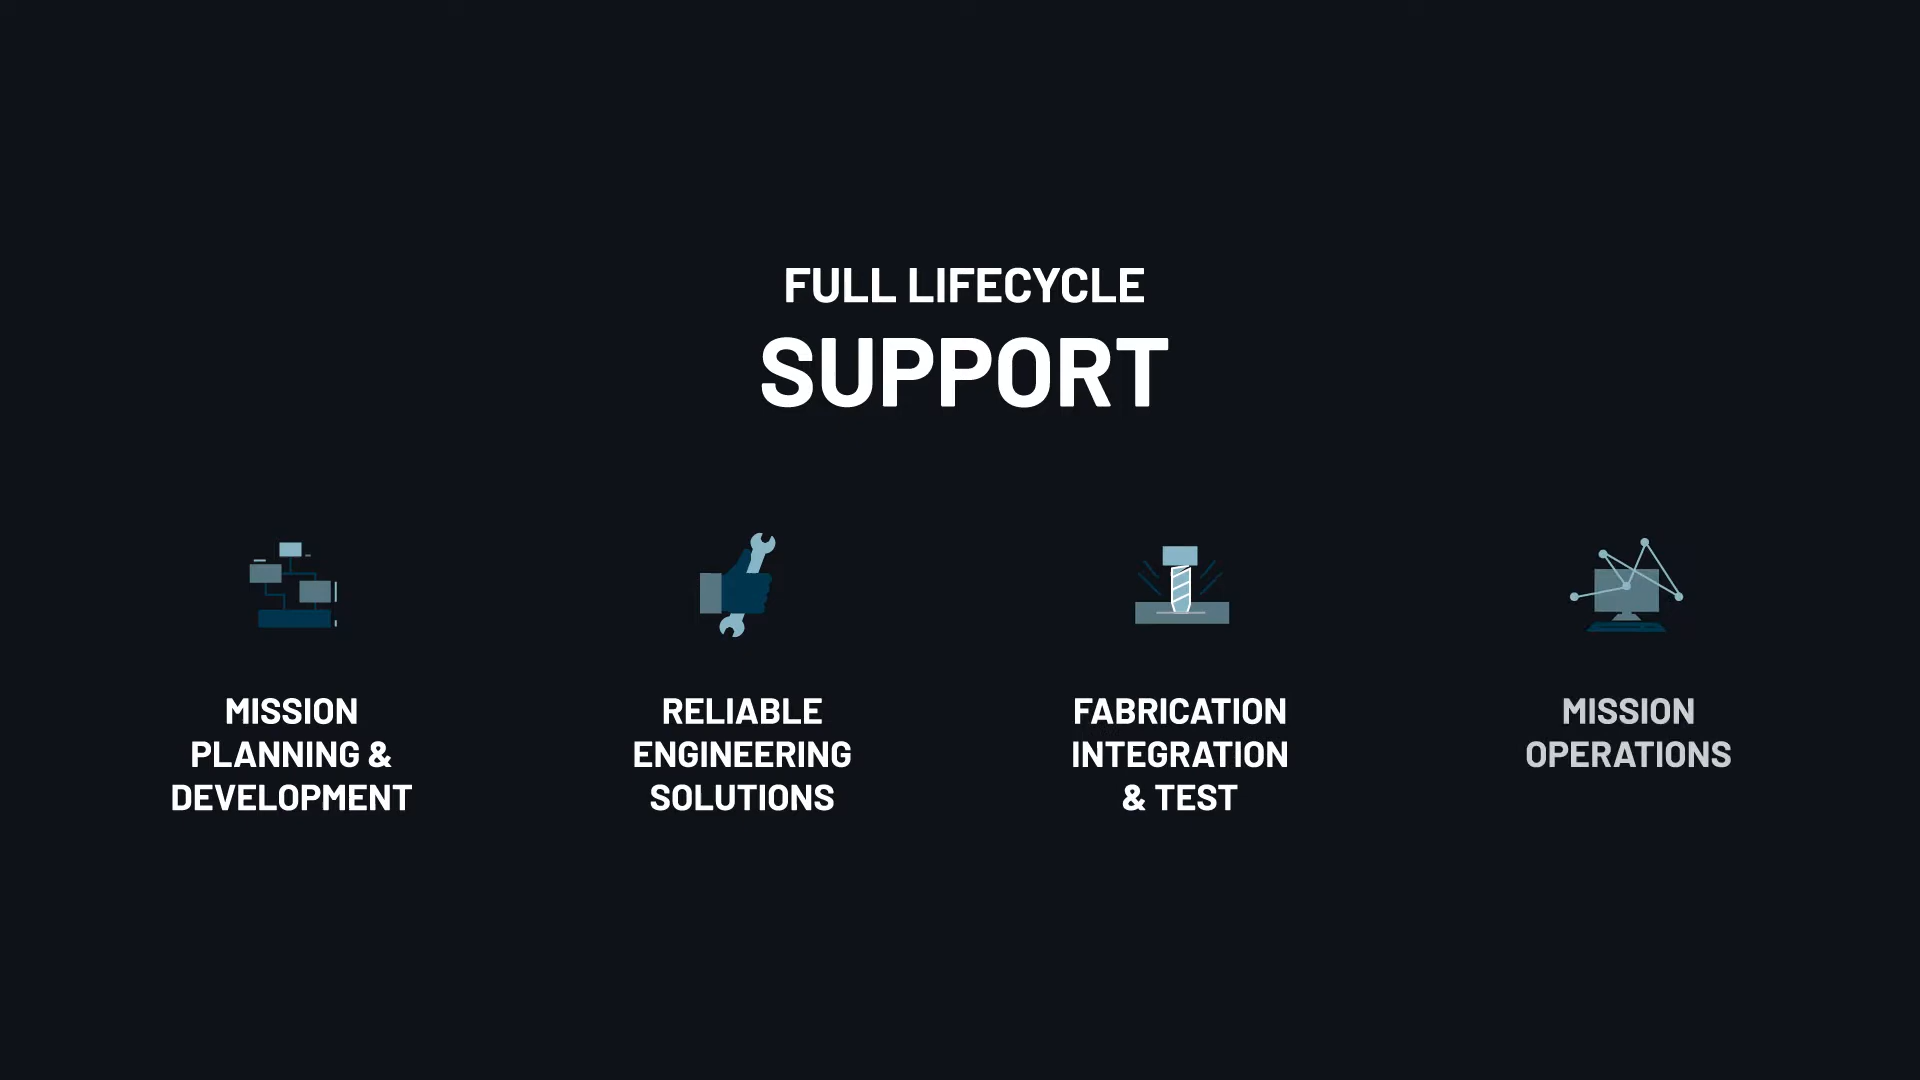 FULL LIFECYCLE
SUPPORT
MISSION
PLANNING &
DEVELOPMENT
RELIABLE
ENGINEERING
SOLUTIONS
FABRICATION
INTEGRATION
& TEST
MISSION
OPERATIONS